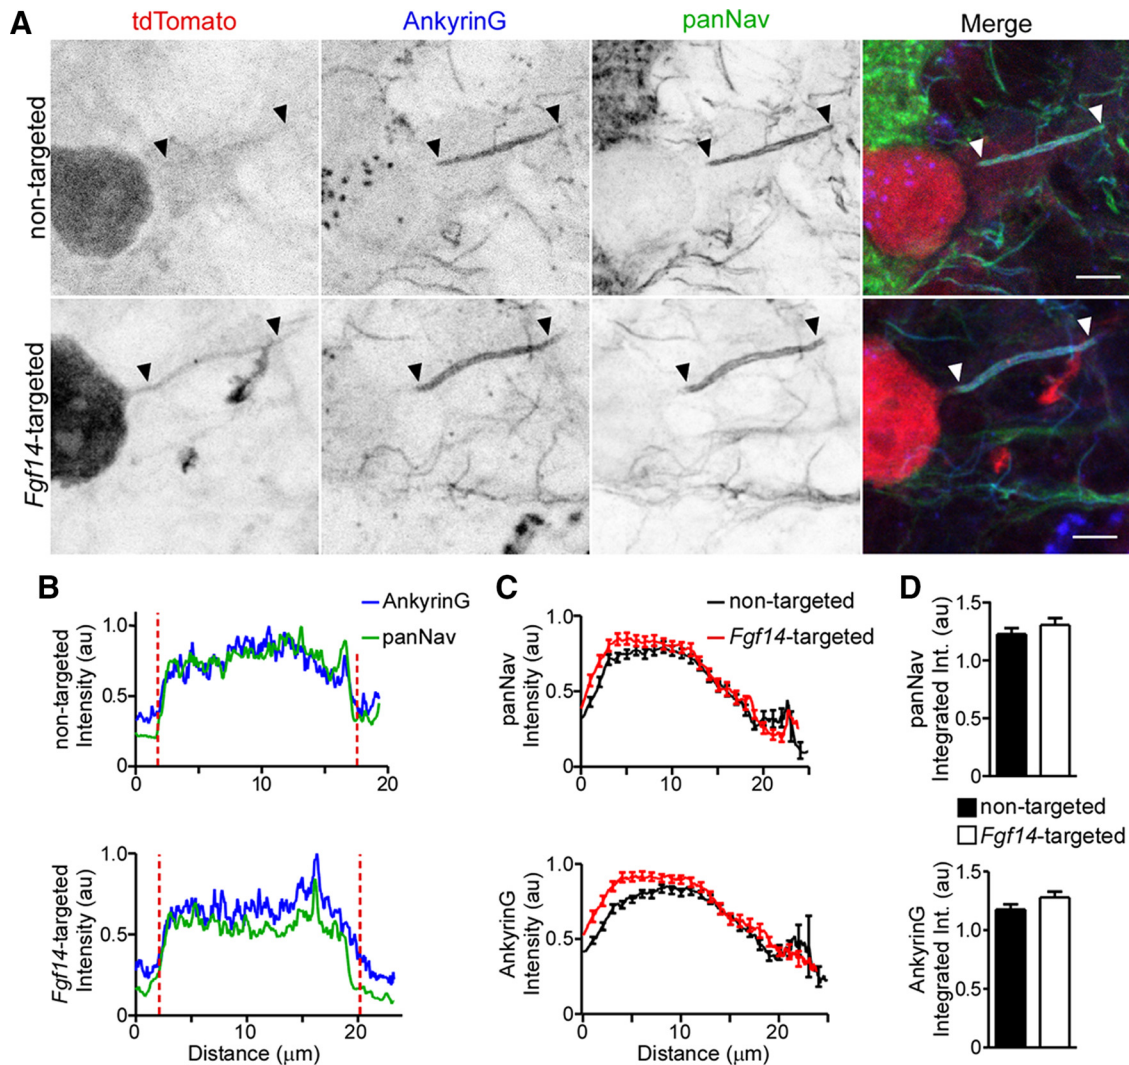 A
tdTomato
AnkyrinG
panNav
Merge
non-targeted
Fgf14-targeted
B
AnkyrinG
panNav
non-targeted
Intensity (au)
1.0
0.5
0
0
10
20
Fgf14-targeted
Intensity (au)
1.0
0.5
0
0
10
20
Distance (μm)
C
non-targeted
Fgf14-targeted
panNav
Intensity (au)
1.0
0.5
0
0
10
20
AnkyrinG
Intensity (au)
1.0
0.5
0
0
10
20
Distance (μm)
D
panNav
Integrated Int. (au)
1.5
1.0
0.5
0
non-targeted
Fgf14-targeted
AnkyrinG
Integrated Int. (au)
1.5
1.0
0.5
0